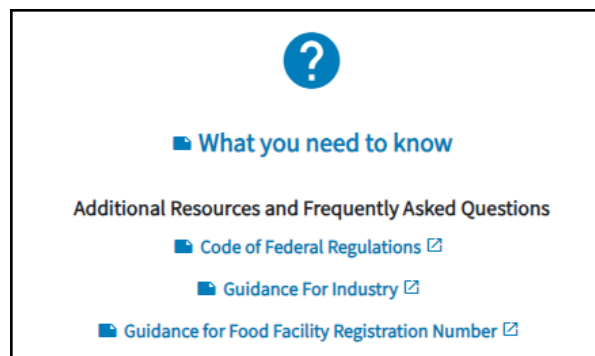 ?
What you need to know
Additional Resources and Frequently Asked Questions
Code of Federal Regulations
Guidance For Industry
Guidance for Food Facility Registration Number